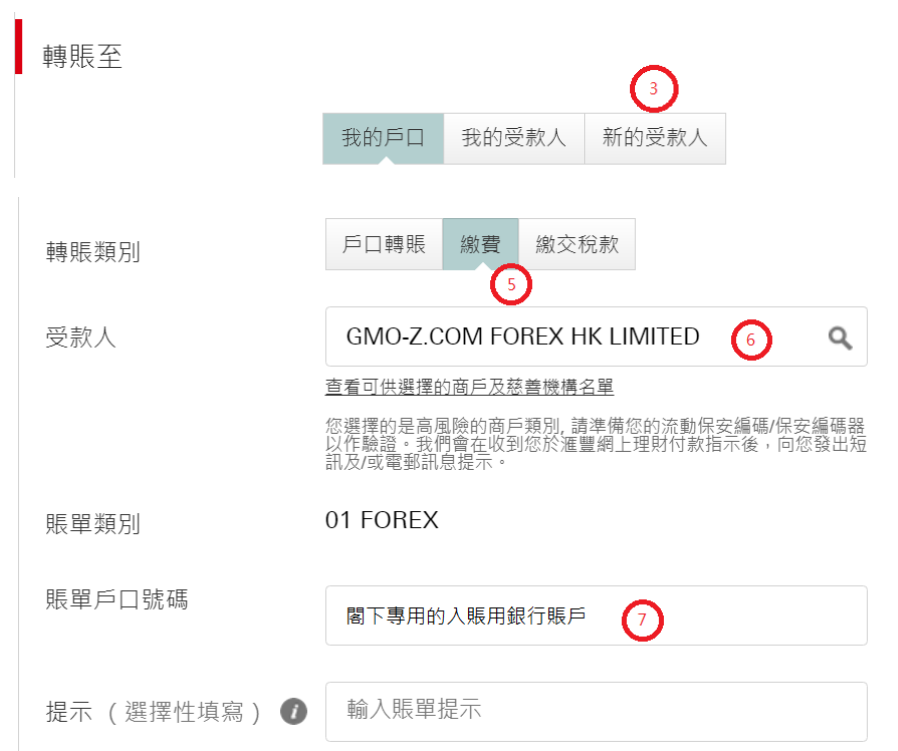 轉賬至
3
我的戶口 我的受款人 新的受款人
轉賬類別
戶口轉賬 繳費 繳交稅款
5
受款人
GMO-Z.COM FOREX HK LIMITED
6
查看可供選擇的商戶及慈善機構名單
您選擇的是高風險的商戶類別, 請準備您的流動保安編碼/保安編碼器
以作驗證。我們會在收到您於滙豐網上理財付款指示後，向您發出短
訊及/或電郵訊息提示。
賬單類別
01 FOREX
賬單戶口號碼
閣下專用的入賬用銀行賬戶
7
提示 （選擇性填寫） i
輸入賬單提示